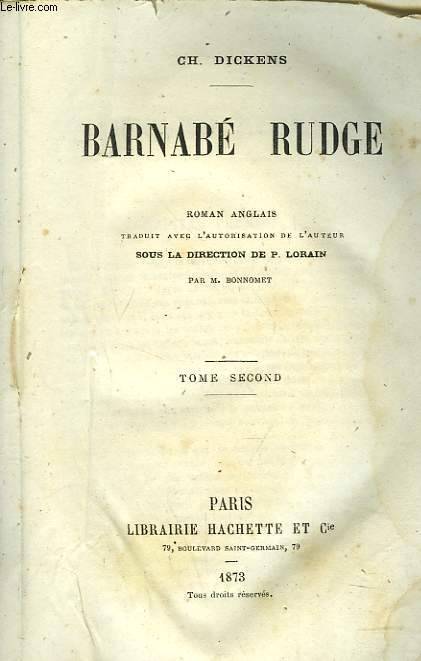 Le-livre.com
CH. DICKENS
BARNABÉ RUDGE
ROMAN ANGLAIS
TRADUIT AVEC L'AUTORISATION DE L'AUTEUR
SOUS LA DIRECTION DE P. LORAIN
PAR M. BONNOMET
TOME SECOND
PARIS
LIBRAIRIE HACHETTE ET Cie
79, BOULEVARD SAINT-GERMAIN, 79
1873
Tous droits réservés.